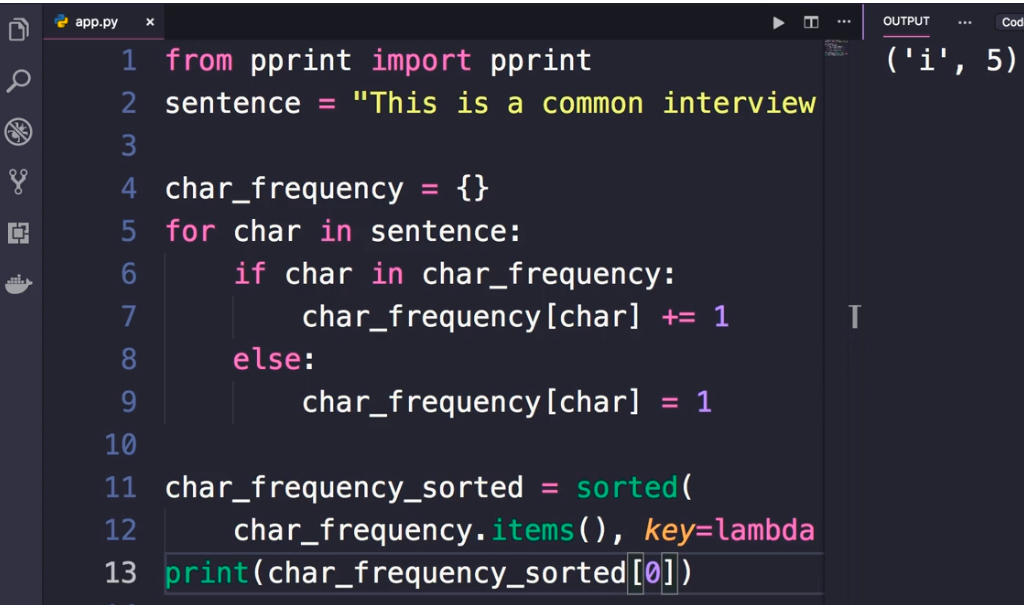 app.py ×
OUTPUT ... Cod
1 from pprint import pprint
2 sentence = "This is a common interview
3
4 char_frequency = {}
5 for char in sentence:
6     if char in char_frequency:
7         char_frequency[char] += 1
8     else:
9         char_frequency[char] = 1
10
11 char_frequency_sorted = sorted(
12     char_frequency.items(), key=lambda
13 print(char_frequency_sorted[0])
('i', 5)